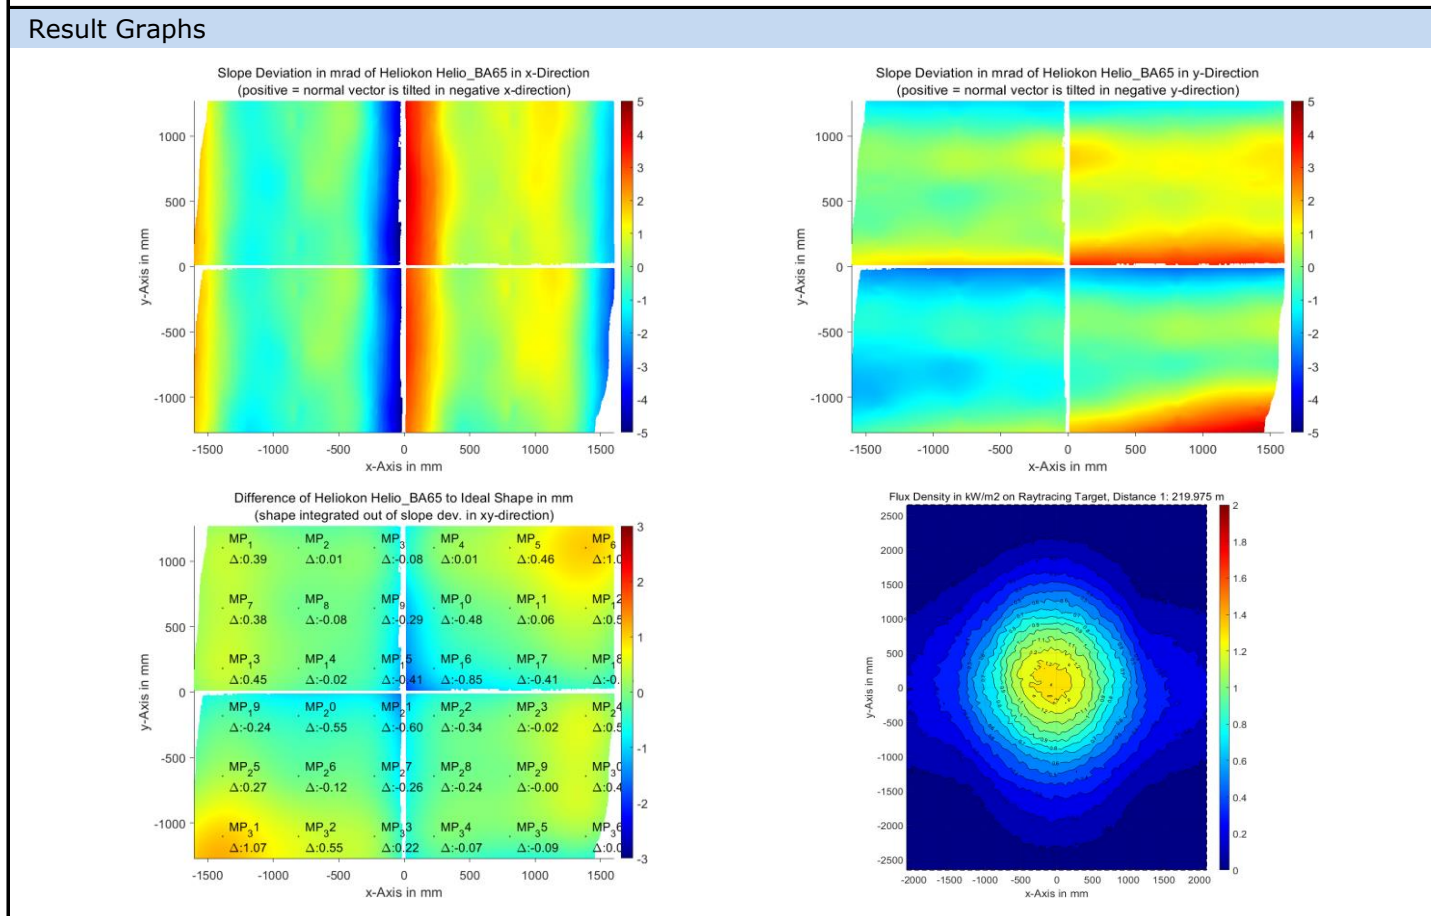 Result Graphs
Slope Deviation in mrad of Heliokon Helio_BA65 in x-Direction
(positive = normal vector is tilted in negative x-direction)
5
4
3
2
1
0
-1
-2
-3
-4
-5
1000
500
0
-500
-1000
y-Axis in mm
-1500 -1000 -500 0 500 1000 1500
x-Axis in mm
Slope Deviation in mrad of Heliokon Helio_BA65 in y-Direction
(positive = normal vector is tilted in negative y-direction)
5
4
3
2
1
0
-1
-2
-3
-4
-5
1000
500
0
-500
-1000
y-Axis in mm
-1500 -1000 -500 0 500 1000 1500
x-Axis in mm
Difference of Heliokon Helio_BA65 to Ideal Shape in mm
(shape integrated out of slope dev. in xy-direction)
MP₁ MP₂ MP₃ MP₄ MP₅ MP₆
Δ:0.39 Δ:0.01 Δ:-0.08 Δ:0.01 Δ:0.46 Δ:1.0
MP₇ MP₈ MP₉ MP₁0 MP₁1 MP₁2
Δ:0.38 Δ:-0.08 Δ:-0.29 Δ:-0.48 Δ:0.06 Δ:0.5
MP₁3 MP₁4 MP₁5 MP₁6 MP₁7 MP₁8
Δ:0.45 Δ:-0.02 Δ:-0.41 Δ:-0.85 Δ:-0.41 Δ:-0.
MP₁9 MP₂0 MP₂1 MP₂2 MP₂3 MP₂4
Δ:-0.24 Δ:-0.55 Δ:-0.60 Δ:-0.34 Δ:-0.02 Δ:0.5
MP₂5 MP₂6 MP₂7 MP₂8 MP₂9 MP₃0
Δ:0.27 Δ:-0.12 Δ:-0.26 Δ:-0.24 Δ:-0.00 Δ:0.4
MP₃1 MP₃2 MP₃3 MP₃4 MP₃5 MP₃6
Δ:1.07 Δ:0.55 Δ:0.22 Δ:-0.07 Δ:-0.09 Δ:0.0
3
2
1
0
-1
-2
-3
1000
500
0
-500
-1000
y-Axis in mm
-1500 -1000 -500 0 500 1000 1500
x-Axis in mm
Flux Density in kW/m2 on Raytracing Target, Distance 1: 219.975 m
2
1.8
1.6
1.4
1.2
1
0.8
0.6
0.4
0.2
0
2500
2000
1500
1000
500
0
-500
-1000
-1500
-2000
-2500
y-Axis in mm
-2000 -1500 -1000 -500 0 500 1000 1500 2000
x-Axis in mm